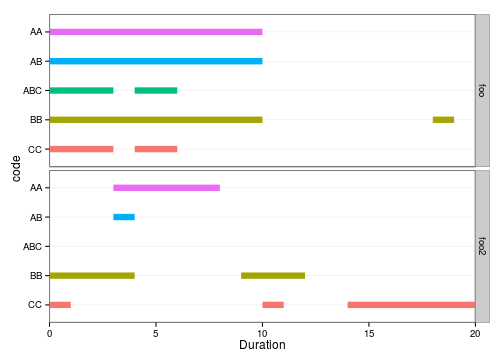 AA
AB
ABC
BB
CC
foo
code
AA
AB
ABC
BB
CC
foo2
0 5 10 15 20
Duration